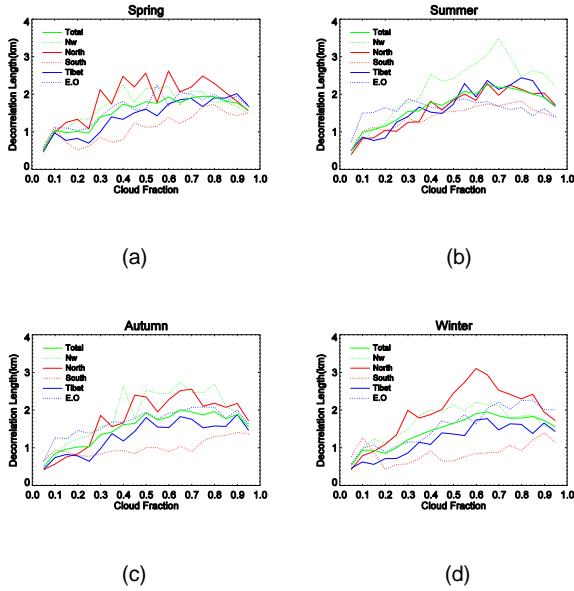 Spring
Decorrelation Length(km)
4
3
2
1
0
Total
Nw
North
South
Tibet
E.O
0.0 0.1 0.2 0.3 0.4 0.5 0.6 0.7 0.8 0.9 1.0
Cloud Fraction
(a)
Summer
Decorrelation Length(km)
4
3
2
1
0
Total
Nw
North
South
Tibet
E.O
0.0 0.1 0.2 0.3 0.4 0.5 0.6 0.7 0.8 0.9 1.0
Cloud Fraction
(b)
Autumn
Decorrelation Length(km)
4
3
2
1
0
Total
Nw
North
South
Tibet
E.O
0.0 0.1 0.2 0.3 0.4 0.5 0.6 0.7 0.8 0.9 1.0
Cloud Fraction
(c)
Winter
Decorrelation Length(km)
4
3
2
1
0
Total
Nw
North
South
Tibet
E.O
0.0 0.1 0.2 0.3 0.4 0.5 0.6 0.7 0.8 0.9 1.0
Cloud Fraction
(d)